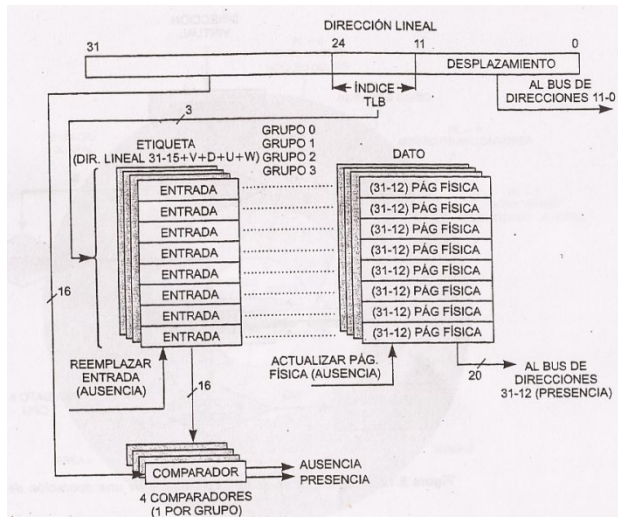 DIRECCIÓN LINEAL
31
24
11
0
DESPLAZAMIENTO
ÍNDICE
TLB
AL BUS DE
DIRECCIONES 11-0
3
ETIQUETA
(DIR. LINEAL 31-15+V+D+U+W)
GRUPO 0
GRUPO 1
GRUPO 2
GRUPO 3
DATO
ENTRADA
ENTRADA
ENTRADA
ENTRADA
ENTRADA
ENTRADA
ENTRADA
ENTRADA
(31-12) PÁG FÍSICA
(31-12) PÁG FÍSICA
(31-12) PÁG FÍSICA
(31-12) PÁG FÍSICA
(31-12) PÁG FÍSICA
(31-12) PÁG FÍSICA
(31-12) PÁG FÍSICA
(31-12) PÁG FÍSICA
16
REEMPLAZAR
ENTRADA
(AUSENCIA)
16
ACTUALIZAR PÁG.
FÍSICA (AUSENCIA)
20
AL BUS DE
DIRECCIONES
31-12 (PRESENCIA)
COMPARADOR
AUSENCIA
PRESENCIA
4 COMPARADORES
(1 POR GRUPO)